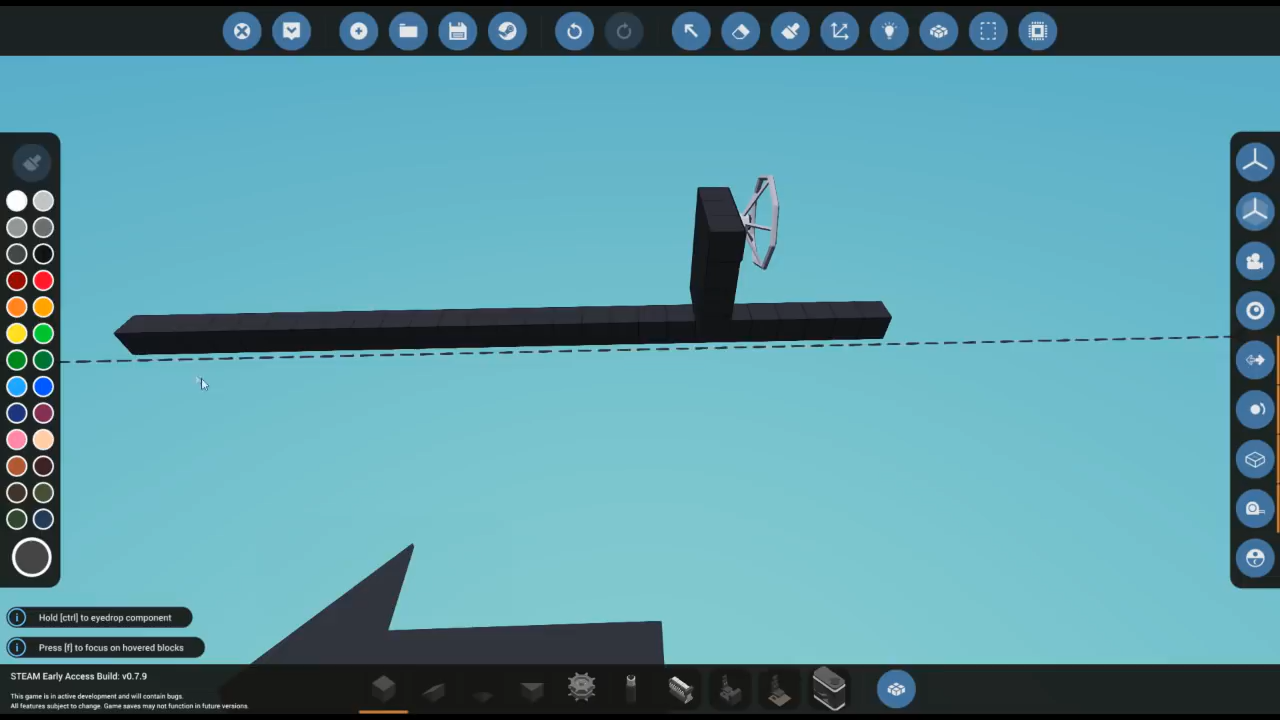 Hold [ctrl] to eyedrop component
Press [f] to focus on hovered blocks
STEAM Early Access Build: v0.7.9
This game is in active development and will contain bugs.
All features subject to change. Game saves may not function in future versions.